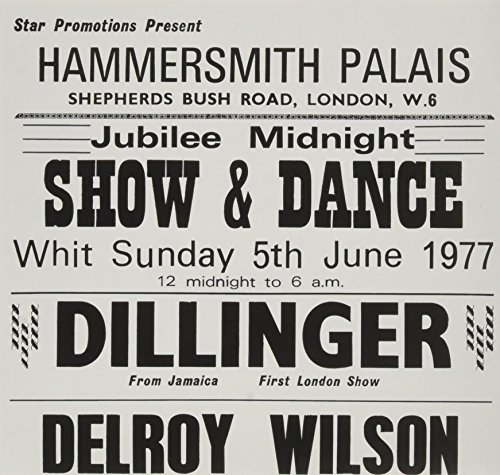 Star Promotions Present
HAMMERSMITH PALAIS
SHEPHERDS BUSH ROAD, LONDON, W.6
Jubilee Midnight
SHOW & DANCE
Whit Sunday 5th June 1977
12 midnight to 6 a.m.
DILLINGER
From Jamaica First London Show
DELROY WILSON